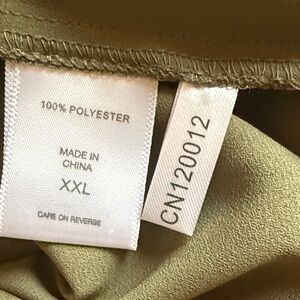 100% POLYESTER
MADE IN
CHINA
XXL
CARE ON REVERSE
CN120012